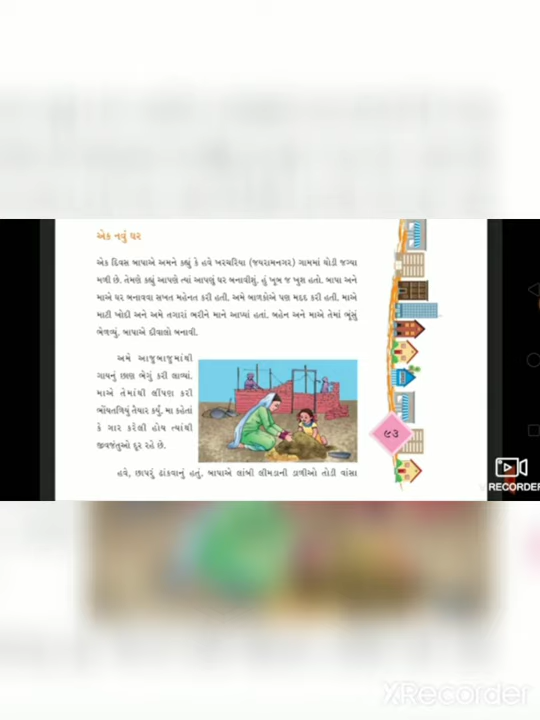 એક નવું ઘર
એક દિવસ બાપાએ અમને કહ્યું કે હવે ખરચરિયા (જયરામનગર) ગામમાં થોડી જગ્યા
મળી છે. તેમણે કહ્યું આપણે ત્યાં આપણું ઘર બનાવીશું. હું ખૂબ જ ખુશ હતો. બાપા અને
માએ ઘર બનાવવા સખત મહેનત કરી હતી. અમે બાળકોએ પણ મદદ કરી હતી. માએ
માટી ખોદી અને અમે તગારાં ભરીને માને આપ્યાં હતાં. બહેન અને માએ તેમાં ભૂંસું
ભેળવ્યું. બાપાએ દીવાલો બનાવી.
અમે આજુબાજુમાંથી
ગાયનું છાણ ભેગું કરી લાવ્યાં.
માએ તેમાંથી લીંપણ કરી
ભોંયતળિયું તૈયાર કર્યું. મા કહેતાં
કે ગાર કરેલી હોય ત્યાંથી
જીવજંતુઓ દૂર રહે છે.
હવે, છાપરું ઢાંકવાનું હતું. બાપાએ લાંબી લીમડાની ડાળીઓ તોડી વાંસા
૯૩
RECORDER
XRecorder